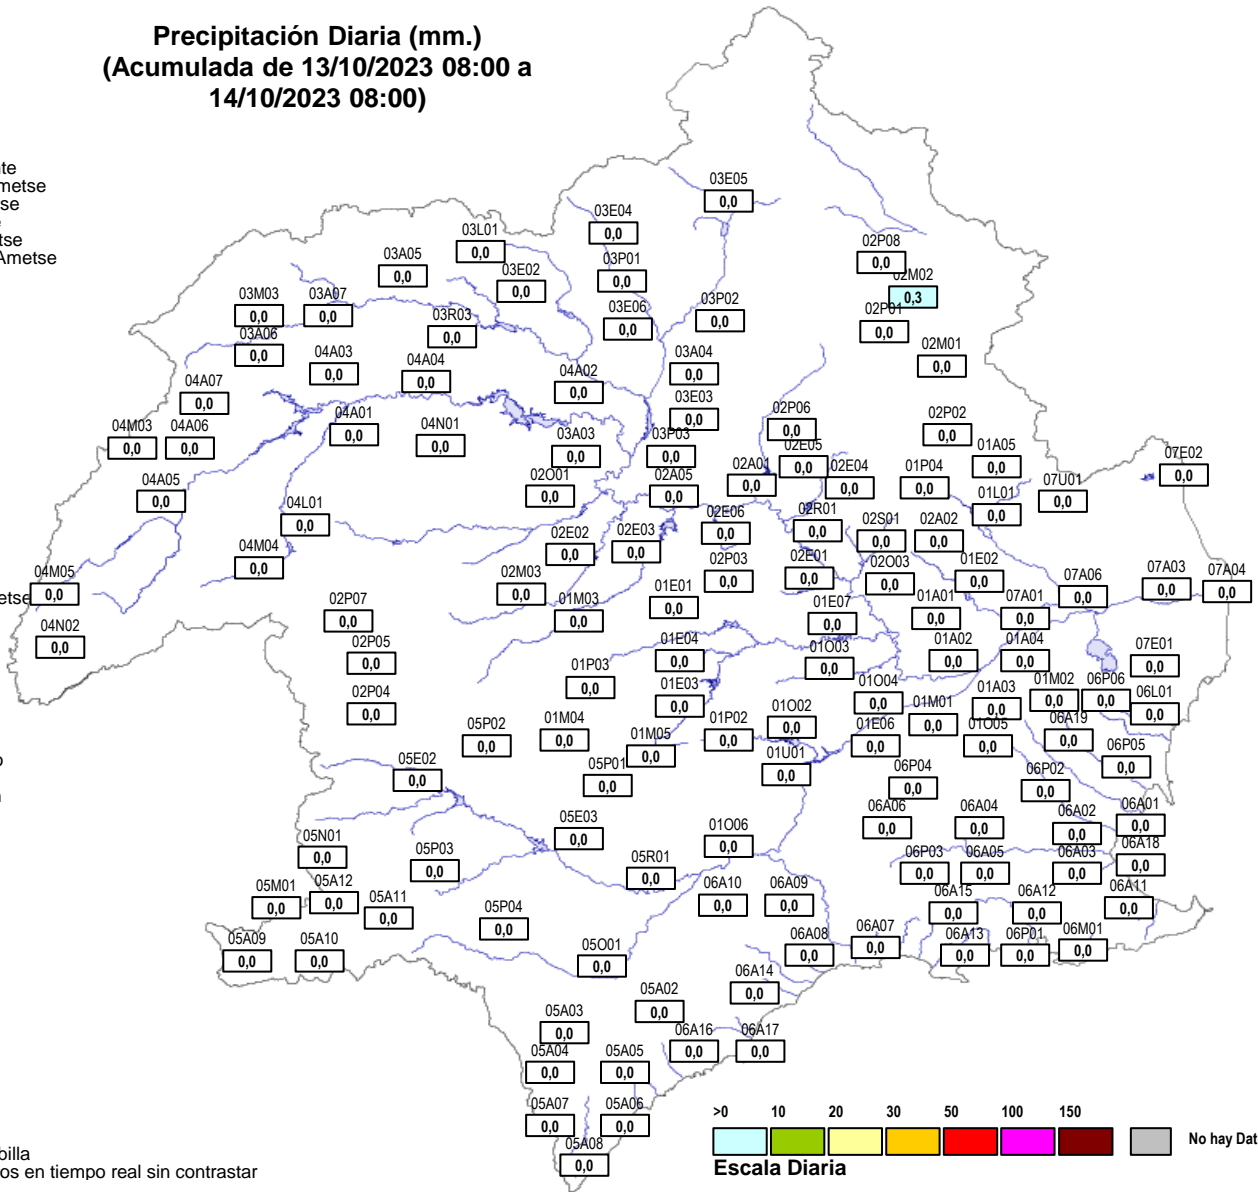 Precipitación Diaria (mm.)
(Acumulada de 13/10/2023 08:00 a
14/10/2023 08:00)
03E05
0,0
03E04
0,0
03L01
0,0
02P08
0,0
03A05
0,0
03P01
0,0
03E02
0,0
02M02
0,3
03M03
0,0
03A07
0,0
03P02
0,0
03E06
0,0
02P01
0,0
03R03
0,0
03A06
0,0
04A03
0,0
04A04
0,0
03A04
0,0
02M01
0,0
04A02
0,0
04A07
0,0
03E03
0,0
04A01
0,0
02P06
0,0
02P02
0,0
04M03
0,0
04A06
0,0
04N01
0,0
03A03
0,0
03P03
0,0
02E05
0,0
01A05
0,0
07E02
0,0
04A05
0,0
02O01
0,0
02A05
0,0
02A01
0,0
02E04
0,0
01P04
0,0
07U01
0,0
01L01
0,0
04L01
0,0
02E06
0,0
02R01
0,0
02S01
0,0
02A02
0,0
02E02
0,0
02E03
0,0
04M04
0,0
02P03
0,0
02E01
0,0
02O03
0,0
01E02
0,0
04M05
0,0
02M03
0,0
07A06
0,0
07A03
0,0
07A04
0,0
etse
02P07
0,0
01M03
0,0
01E01
0,0
01E07
0,0
01A01
0,0
07A01
0,0
04N02
0,0
02P05
0,0
01E04
0,0
01O03
0,0
01A02
0,0
01A04
0,0
07E01
0,0
01P03
0,0
02P04
0,0
01E03
0,0
01O04
0,0
01A03
0,0
01M02
0,0
06P06
0,0
06L01
0,0
05P02
0,0
01M04
0,0
01P02
0,0
01O02
0,0
01M01
0,0
01M05
0,0
01E06
0,0
01O05
0,0
06A19
0,0
05E02
0,0
05P01
0,0
01U01
0,0
06P04
0,0
06P02
0,0
06P05
0,0
05E03
0,0
06A06
0,0
06A04
0,0
06A02
0,0
06A01
0,0
05N01
0,0
05P03
0,0
01O06
0,0
05R01
0,0
06P03
0,0
06A05
0,0
06A03
0,0
06A18
0,0
05M01
0,0
05A12
0,0
05A11
0,0
06A10
0,0
06A09
0,0
06A15
0,0
06A12
0,0
06A11
0,0
05P04
0,0
05A09
0,0
05A10
0,0
05O01
0,0
06A08
0,0
06A07
0,0
06A13
0,0
06P01
0,0
06M01
0,0
06A14
0,0
05A02
0,0
05A03
0,0
06A16
0,0
06A17
0,0
05A04
0,0
05A05
0,0
05A07
0,0
05A06
0,0
05A08
0,0
>0 10 20 30 50 100 150
No hay Dat
Escala Diaria
billa
os en tiempo real sin contrastar